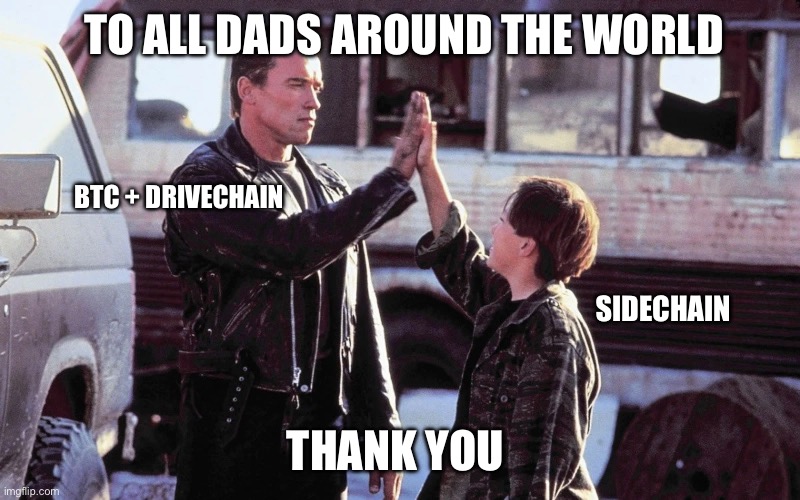 TO ALL DADS AROUND THE WORLD
BTC + DRIVECHAIN
SIDECHAIN
THANK YOU
imgflip.com